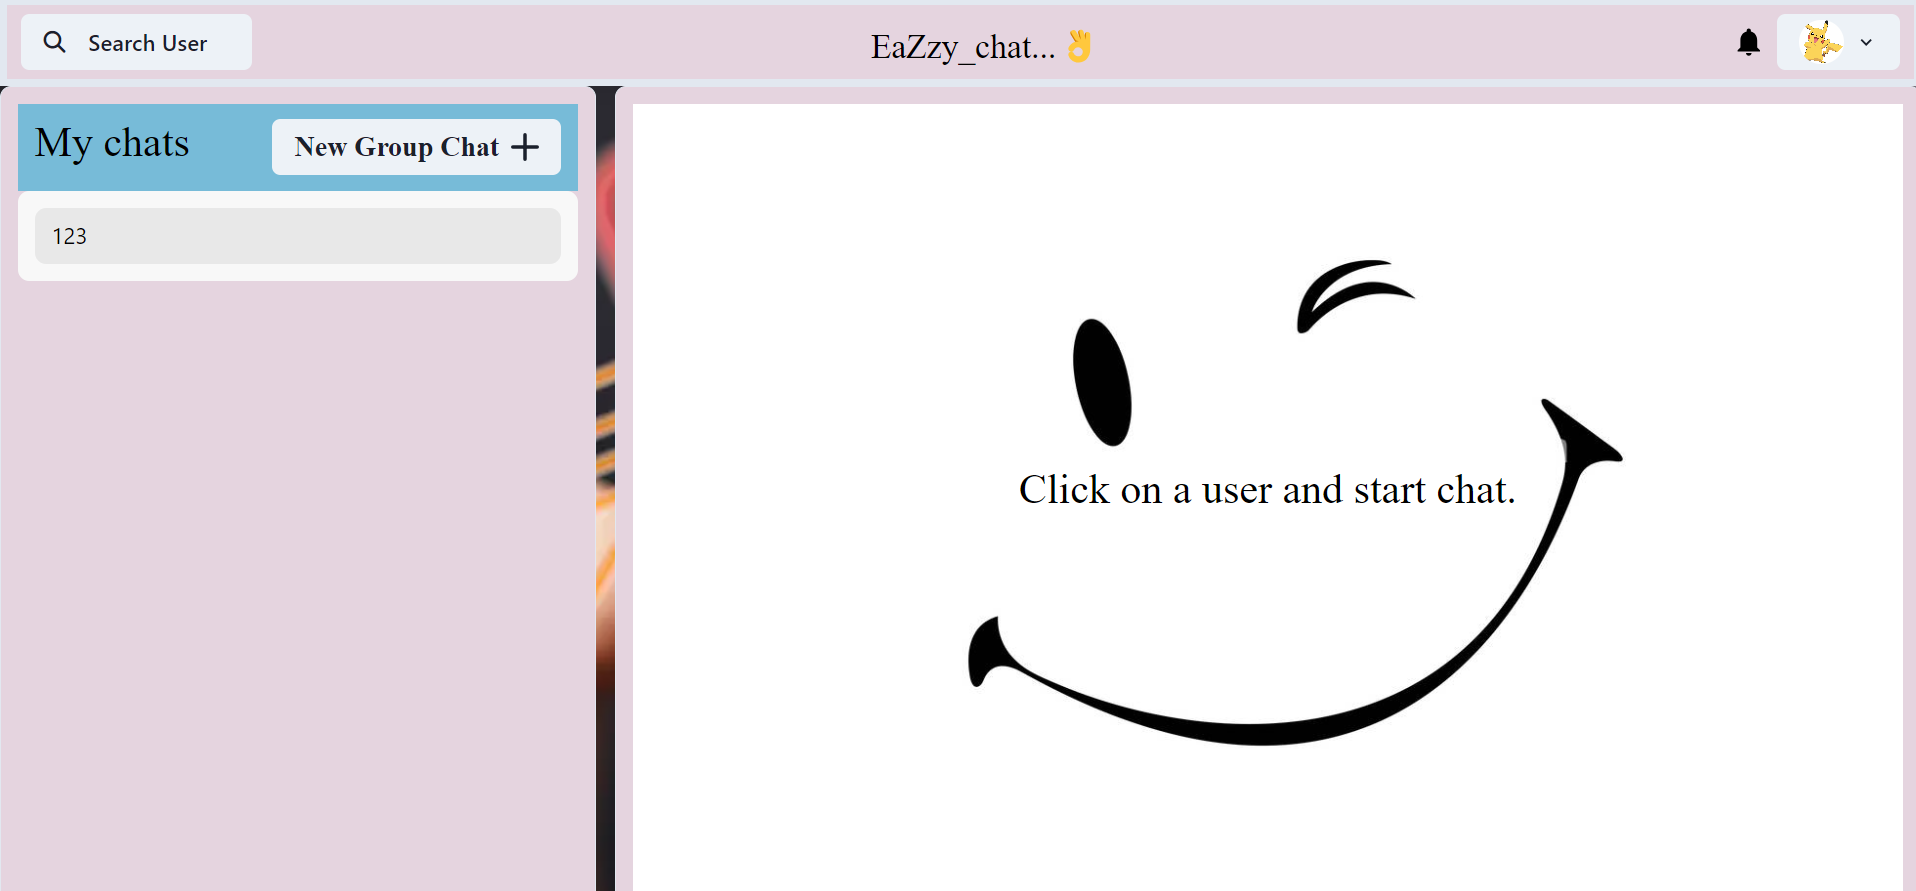 Search User
EaZzy_chat...👌
My chats
New Group Chat
123
Click on a user and start chat.